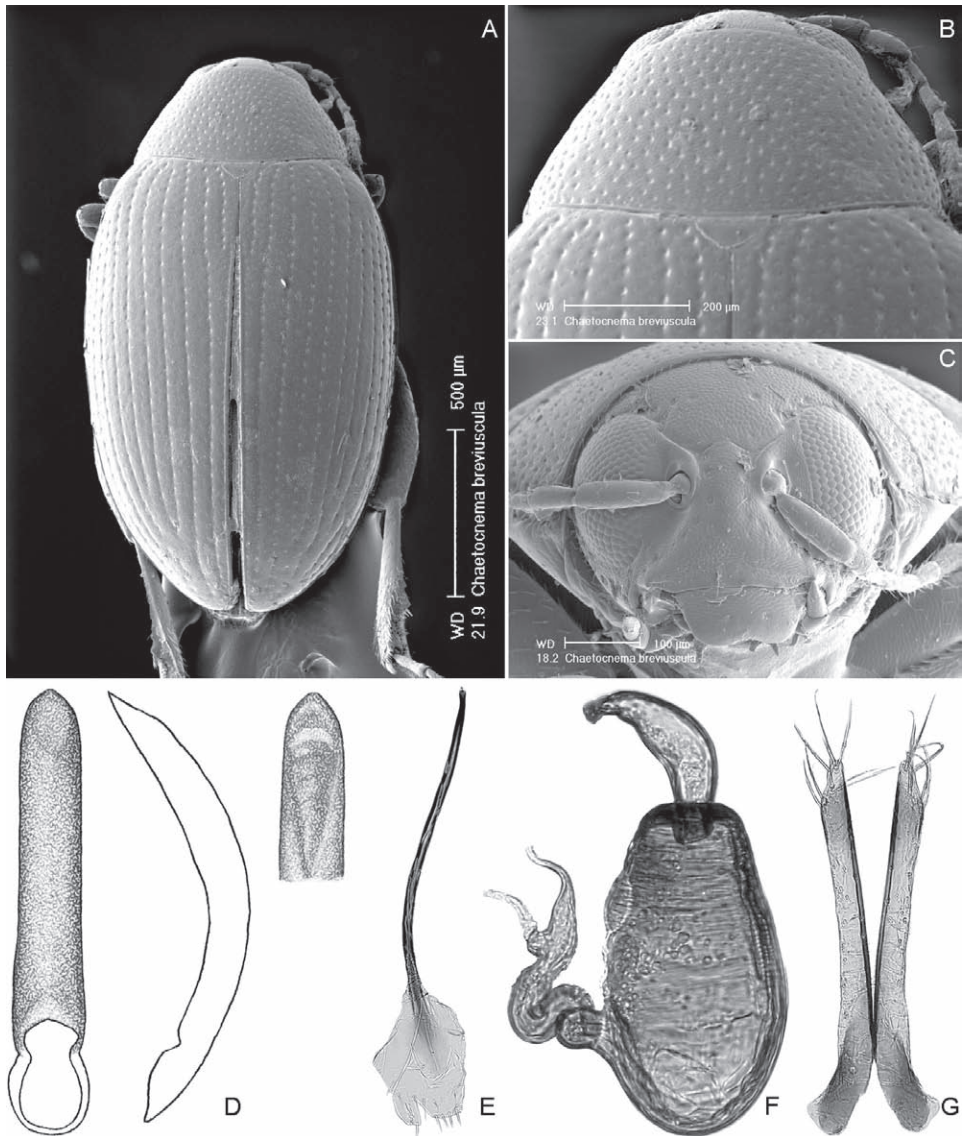 A
WD 500 µm
21.9 Chaetocnema breviuscula
B
WD 200 µm
23.1 Chaetocnema breviuscula
C
WD 100 µm
18.2 Chaetocnema breviuscula
D
E
F
G